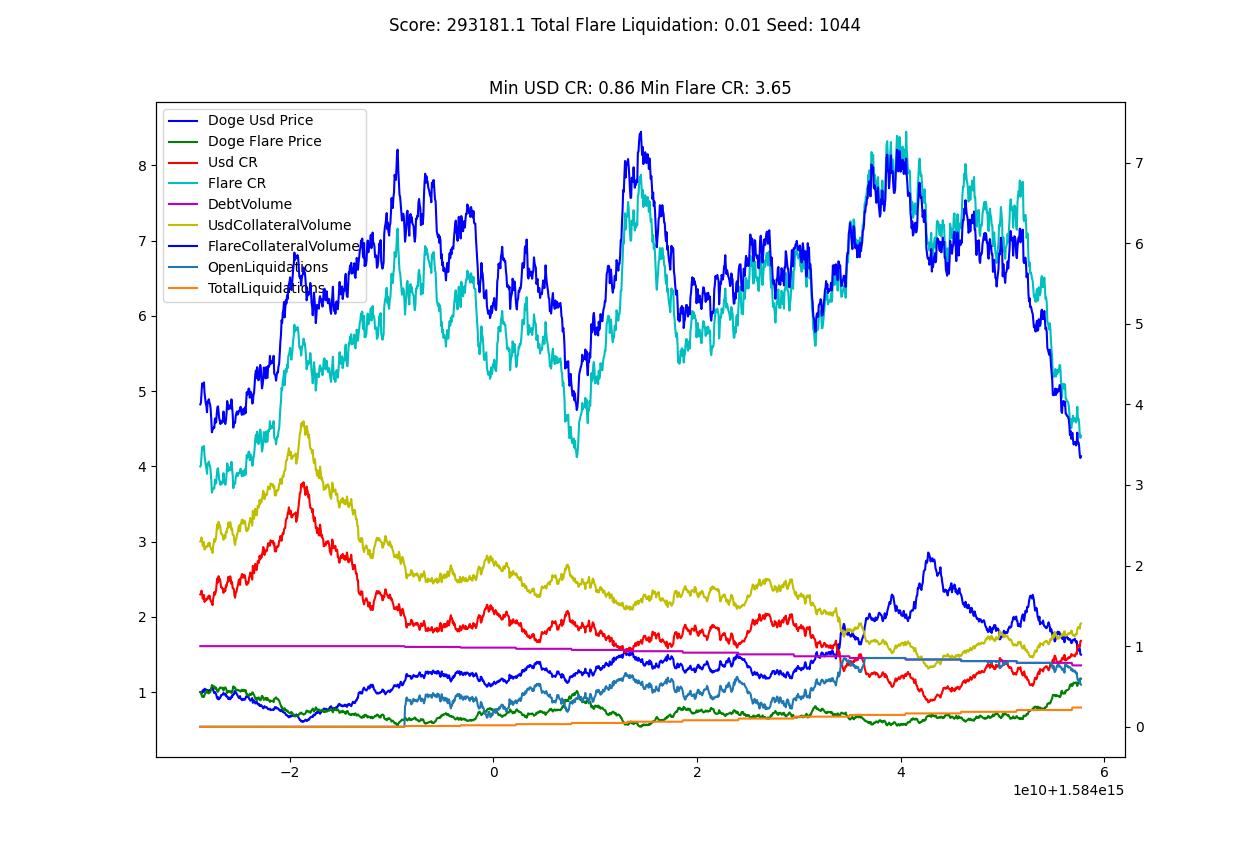 Score: 293181.1 Total Flare Liquidation: 0.01 Seed: 1044
Min USD CR: 0.86 Min Flare CR: 3.65
Doge Usd Price
Doge Flare Price
Usd CR
Flare CR
DebtVolume
UsdCollateralVolume
FlareCollateralVolume
OpenLiquidations
TotalLiquidations
8
7
6
5
4
3
2
1
7
6
5
4
3
2
1
0
−2
0
2
4
6
1e10+1.584e15